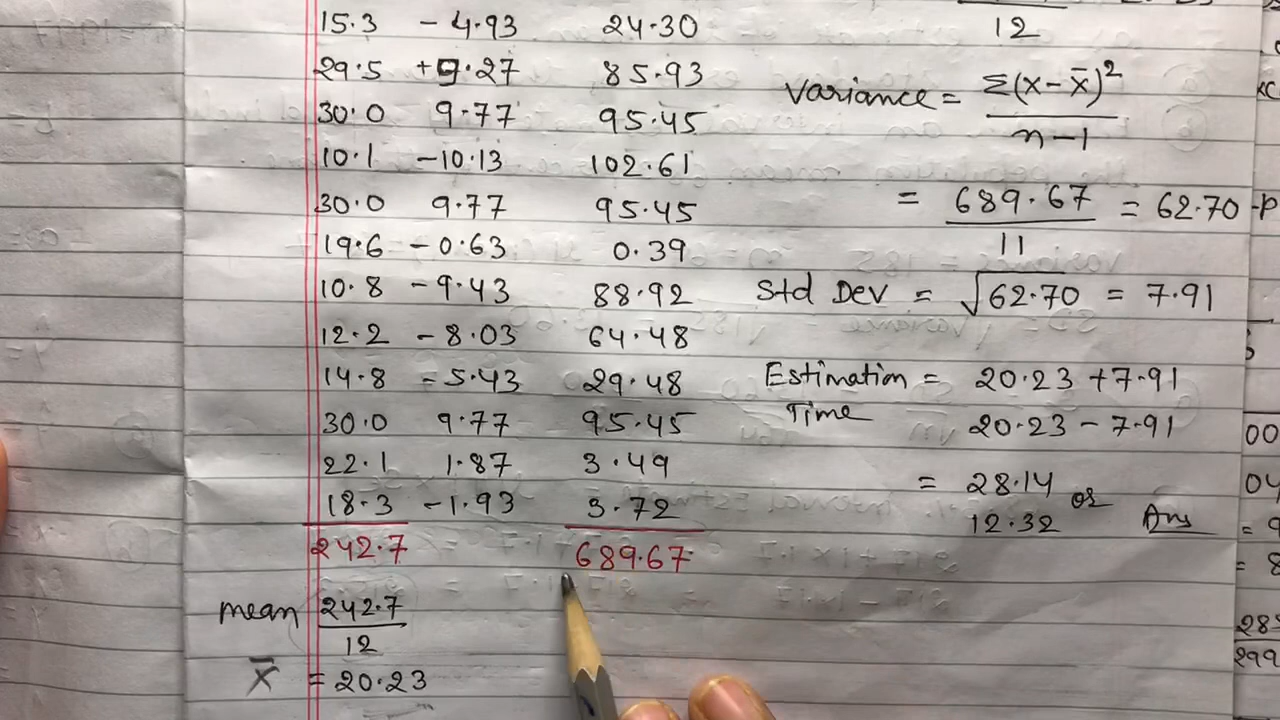 15.3 -4.93 24.30
29.5 +9.27 85.93
30.0 9.77 95.45
10.1 -10.13 102.61
30.0 9.77 95.45
19.6 -0.63 0.39
10.8 -9.43 88.92
12.2 -8.03 64.48
14.8 -5.43 29.48
30.0 9.77 95.45
22.1 1.87 3.49
18.3 -1.93 3.72
242.7 689.67
mean 242.7
12
x̄ = 20.23
12
Variance = Σ(x-x̄)²
n-1
= 689.67 = 62.70
11
Std Dev = √62.70 = 7.91
Estimation = 20.23+7.91
Time 20.23-7.91
= 28.14 or
12.32 Ans